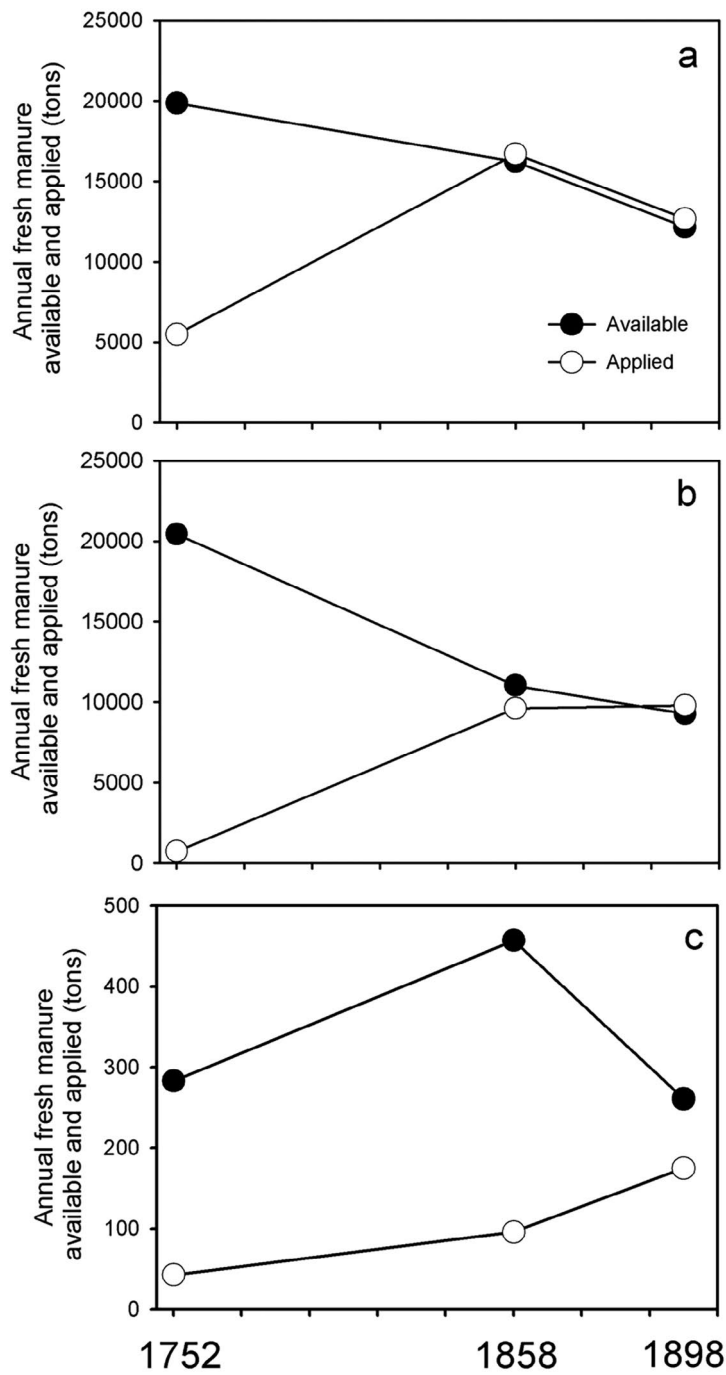 25000
20000
15000
10000
5000
0
Annual fresh manure
available and applied (tons)
a
Available
Applied
25000
20000
15000
10000
5000
0
Annual fresh manure
available and applied (tons)
b
500
400
300
200
100
0
Annual fresh manure
available and applied (tons)
c
1752 1858 1898